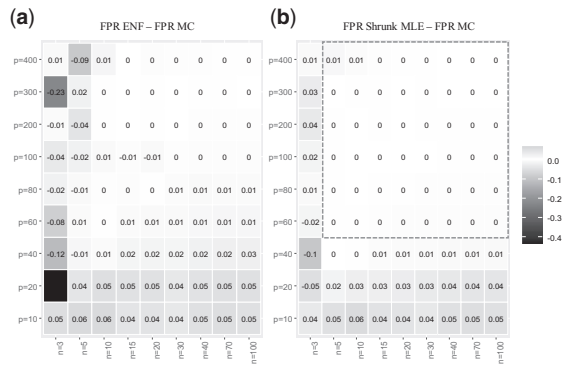 (a) FPR ENF – FPR MC
p=400 0.01 -0.09 0.01 0 0 0 0 0 0
p=300 -0.23 0.02 0 0 0 0 0 0 0
p=200 -0.01 -0.04 0 0 0 0 0 0 0
p=100 -0.04 -0.02 0.01 -0.01 -0.01 0 0 0 0
p=80 -0.02 -0.01 0 0 0 0.01 0.01 0.01 0.01
p=60 -0.08 0.01 0 0.01 0.01 0.01 0.01 0.01 0.01
p=40 -0.12 -0.01 0.01 0.02 0.02 0.02 0.02 0.02 0.03
p=20 0.04 0.05 0.05 0.05 0.04 0.05 0.05 0.05
p=10 0.05 0.06 0.06 0.04 0.04 0.05 0.05 0.05 0.05
n=3 n=5 n=10 n=15 n=20 n=30 n=40 n=70 n=100
(b) FPR Shrunk MLE – FPR MC
p=400 0.01 0.01 0.01 0 0 0 0 0 0
p=300 0.03 0 0 0 0 0 0 0 0
p=200 0.04 0 0 0 0 0 0 0 0
p=100 0.02 0 0 0 0 0 0 0 0
p=80 0.01 0 0 0 0 0 0 0 0
p=60 -0.02 0 0 0 0 0 0 0 0
p=40 -0.1 0 0 0.01 0.01 0.01 0.01 0.01 0.01
p=20 -0.05 0.02 0.03 0.03 0.03 0.04 0.04 0.04 0.04
p=10 0.04 0.05 0.05 0.04 0.04 0.04 0.05 0.05 0.05
n=3 n=5 n=10 n=15 n=20 n=30 n=40 n=70 n=100
0.0
-0.1
-0.2
-0.3
-0.4